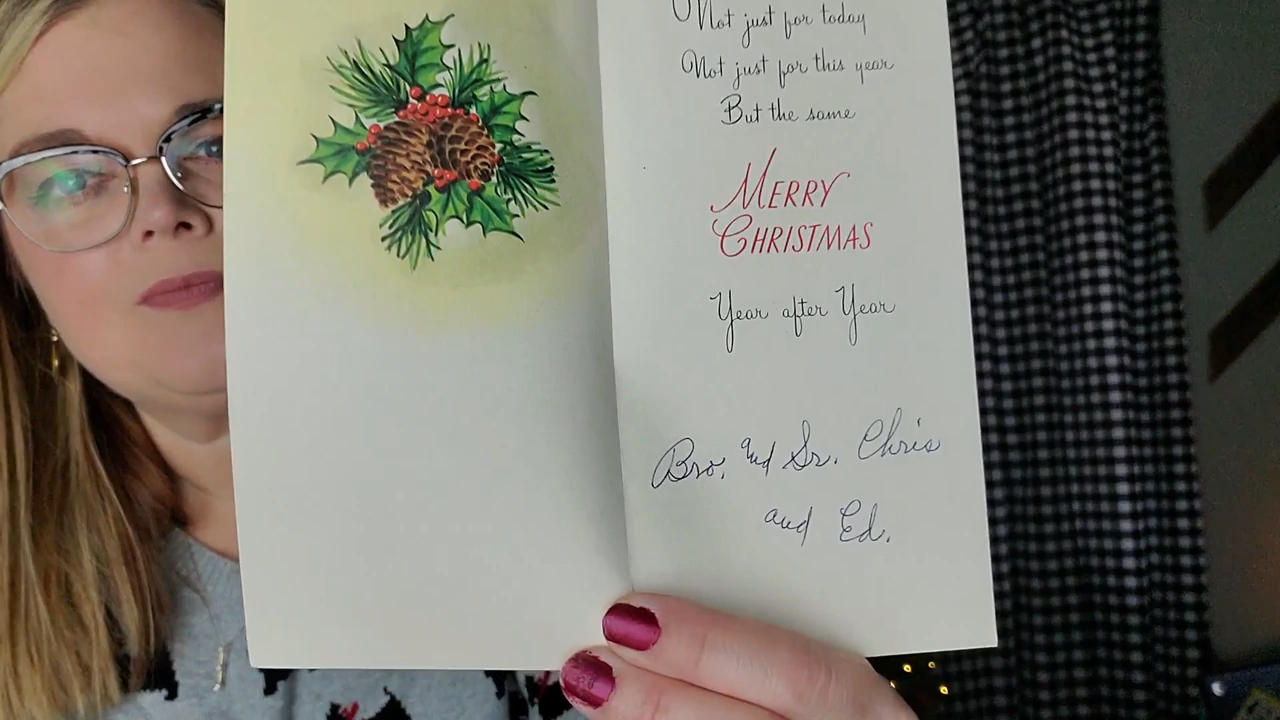 Not just for today
Not just for this year
But the same
MERRY
CHRISTMAS
Year after Year
Bro. and Sr. Chris
and Ed.